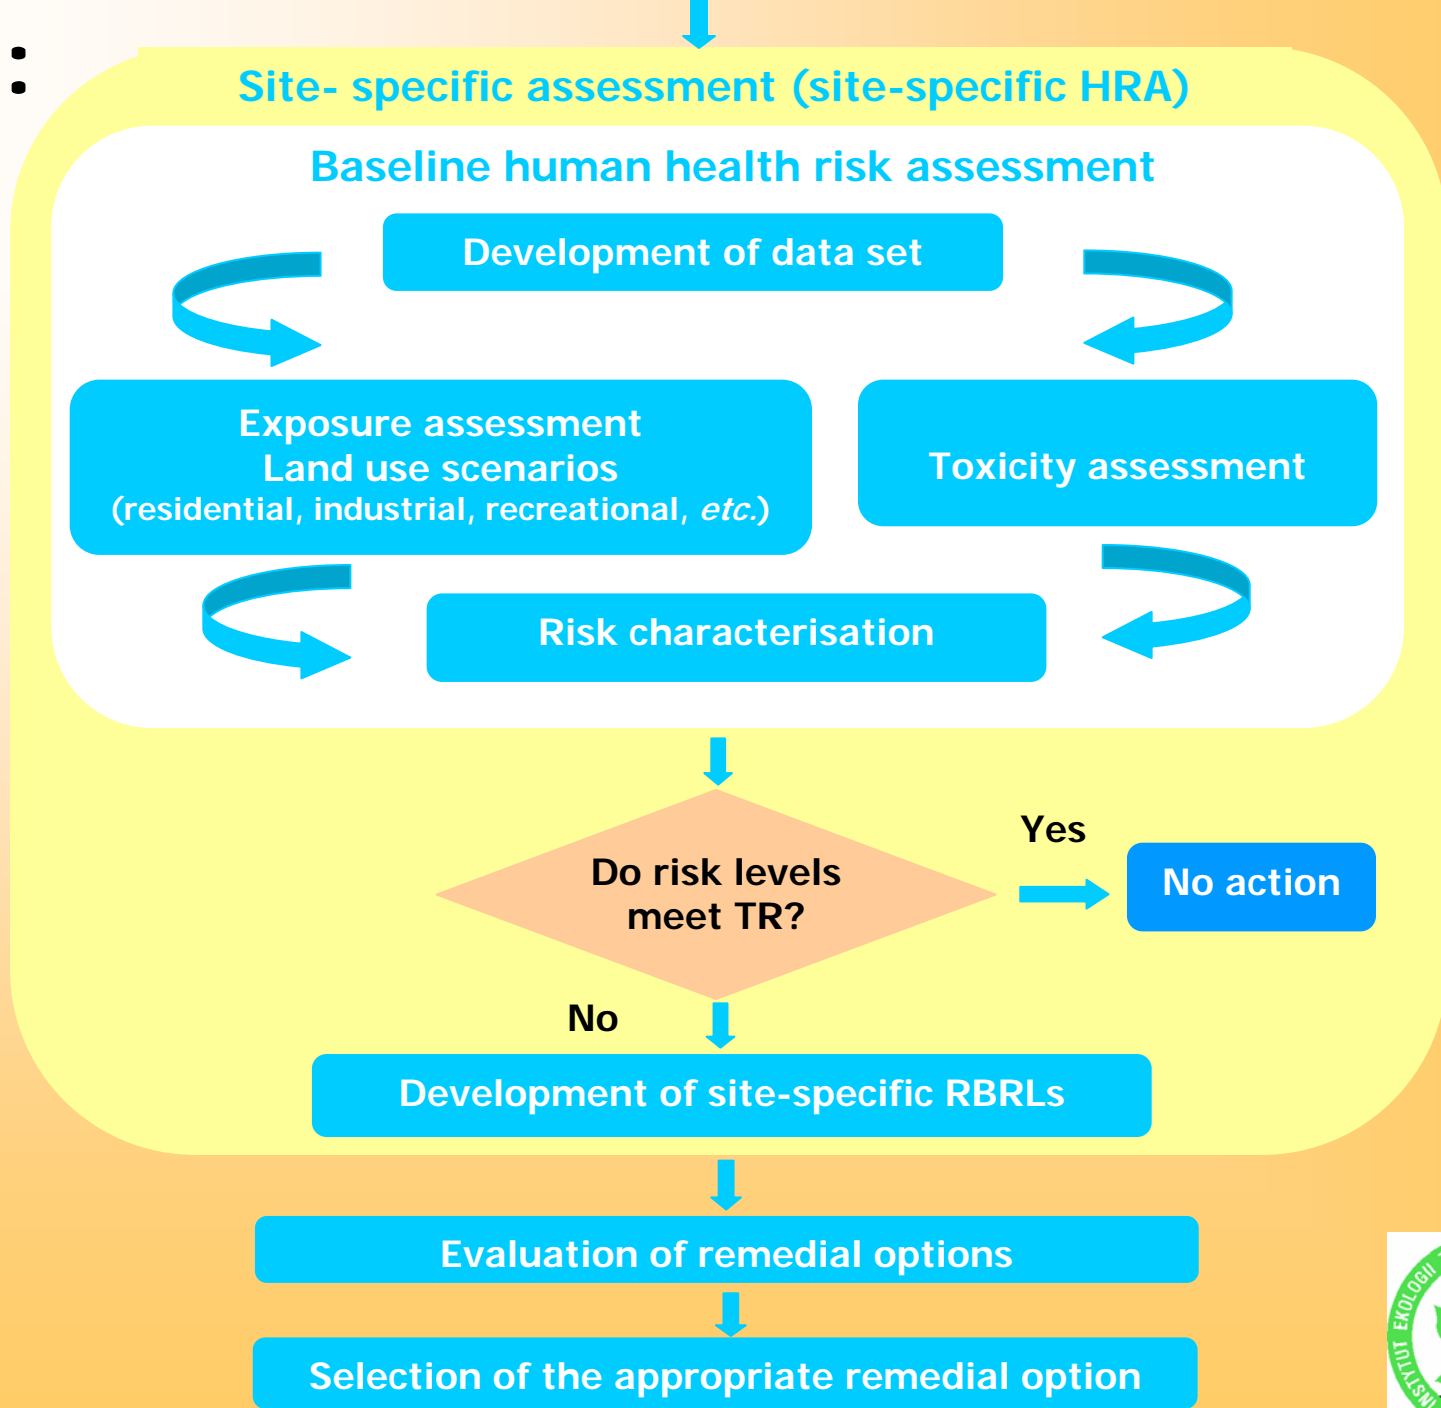 :
Site- specific assessment (site-specific HRA)
Baseline human health risk assessment
Development of data set
Exposure assessment
Land use scenarios
(residential, industrial, recreational, etc.)
Toxicity assessment
Risk characterisation
Do risk levels
meet TR?
Yes
No action
No
Development of site-specific RBRLs
Evaluation of remedial options
Selection of the appropriate remedial option
INSTYTUT EKOLOGII